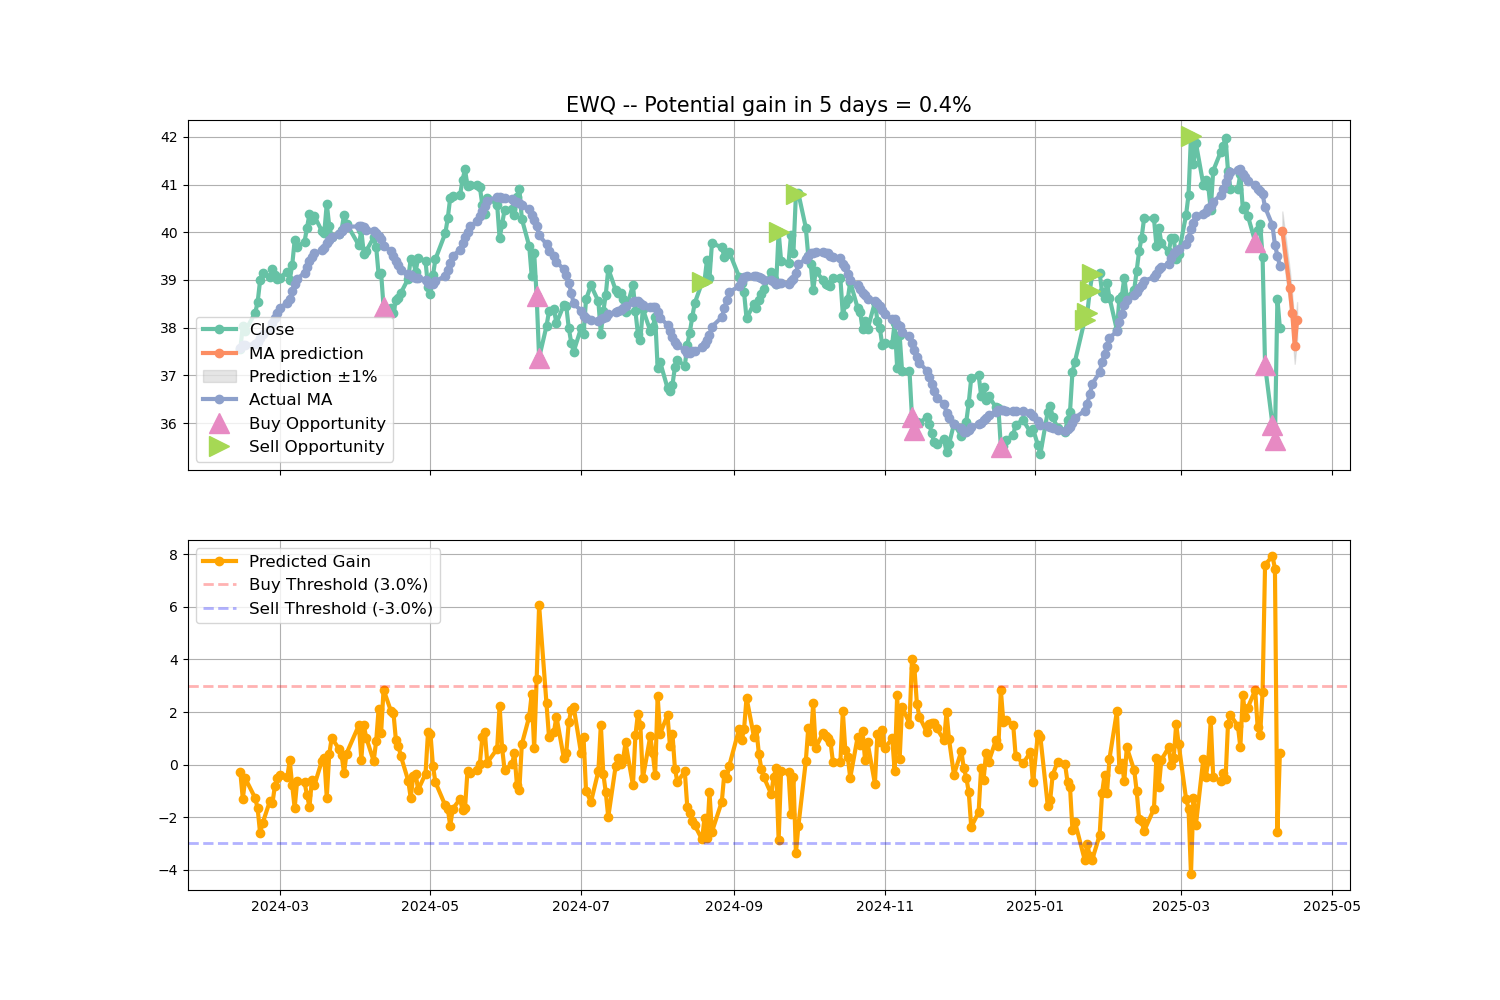 EWQ -- Potential gain in 5 days = 0.4%
42
41
40
39
38
37
36
Close
MA prediction
Prediction ±1%
Actual MA
Buy Opportunity
Sell Opportunity
8
6
4
2
0
−2
−4
Predicted Gain
Buy Threshold (3.0%)
Sell Threshold (-3.0%)
2024-03
2024-05
2024-07
2024-09
2024-11
2025-01
2025-03
2025-05